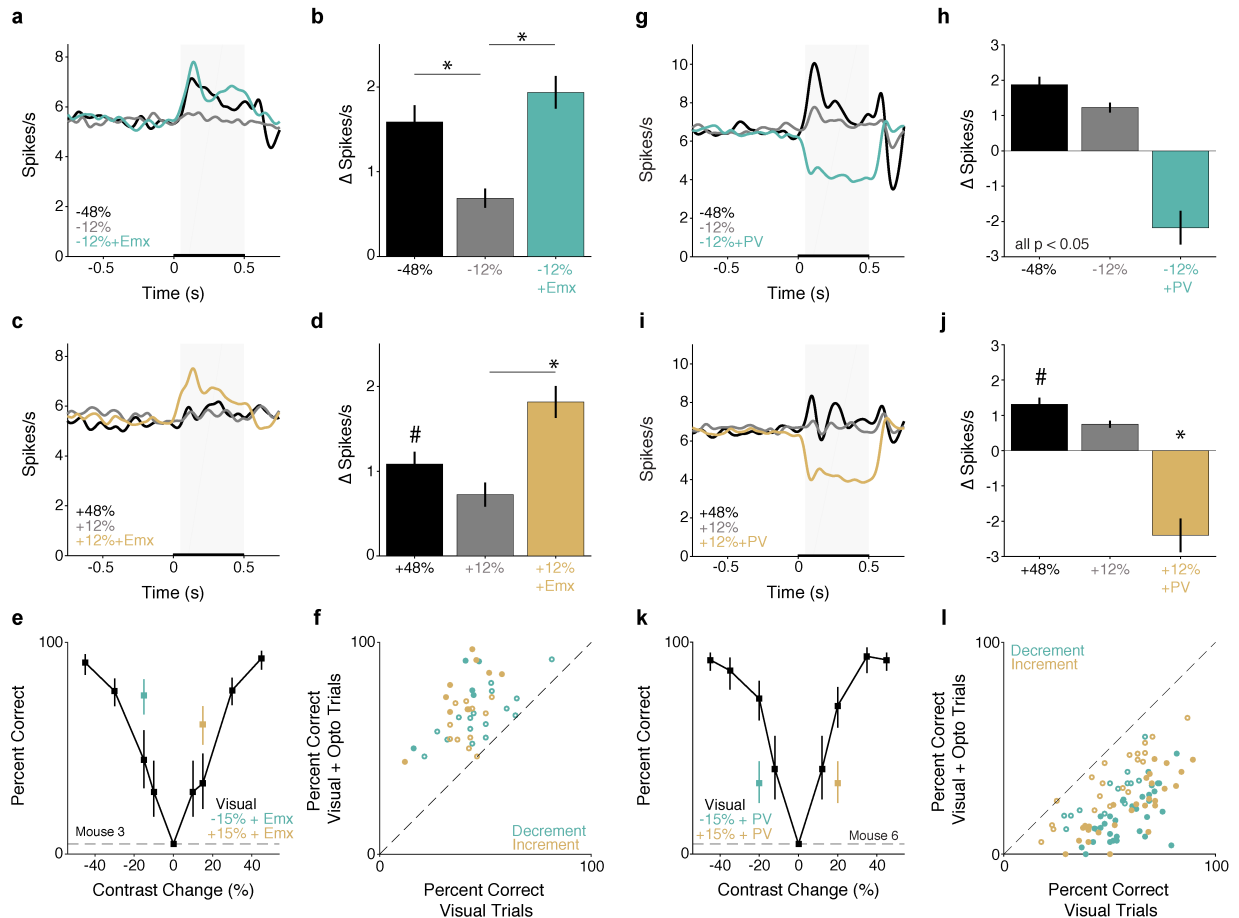 a
8
6
4
2
0
Spikes/s
-48%
-12%
-12%+Emx
-0.5
0
0.5
Time (s)
b
2
1
0
Δ Spikes/s
*
*
-48%
-12%
-12%
+Emx
g
10
8
6
4
2
0
Spikes/s
-48%
-12%
-12%+PV
-0.5
0
0.5
Time (s)
h
3
2
1
0
-1
-2
-3
Δ Spikes/s
all p < 0.05
-48%
-12%
-12%
+PV
c
8
6
4
2
0
Spikes/s
+48%
+12%
+12%+Emx
-0.5
0
0.5
Time (s)
d
2
1
0
Δ Spikes/s
#
*
+48%
+12%
+12%
+Emx
i
10
8
6
4
2
0
Spikes/s
+48%
+12%
+12%+PV
-0.5
0
0.5
Time (s)
j
3
2
1
0
-1
-2
-3
Δ Spikes/s
#
*
+48%
+12%
+12%
+PV
e
100
0
Percent Correct
Visual
-15% + Emx
+15% + Emx
Mouse 3
-40
-20
0
20
40
Contrast Change (%)
f
100
0
Percent Correct
Visual + Opto Trials
Decrement
Increment
0
100
Percent Correct
Visual Trials
k
100
0
Percent Correct
Visual
-15% + PV
+15% + PV
Mouse 6
-40
-20
0
20
40
Contrast Change (%)
l
100
0
Percent Correct
Visual + Opto Trials
Decrement
Increment
0
100
Percent Correct
Visual Trials